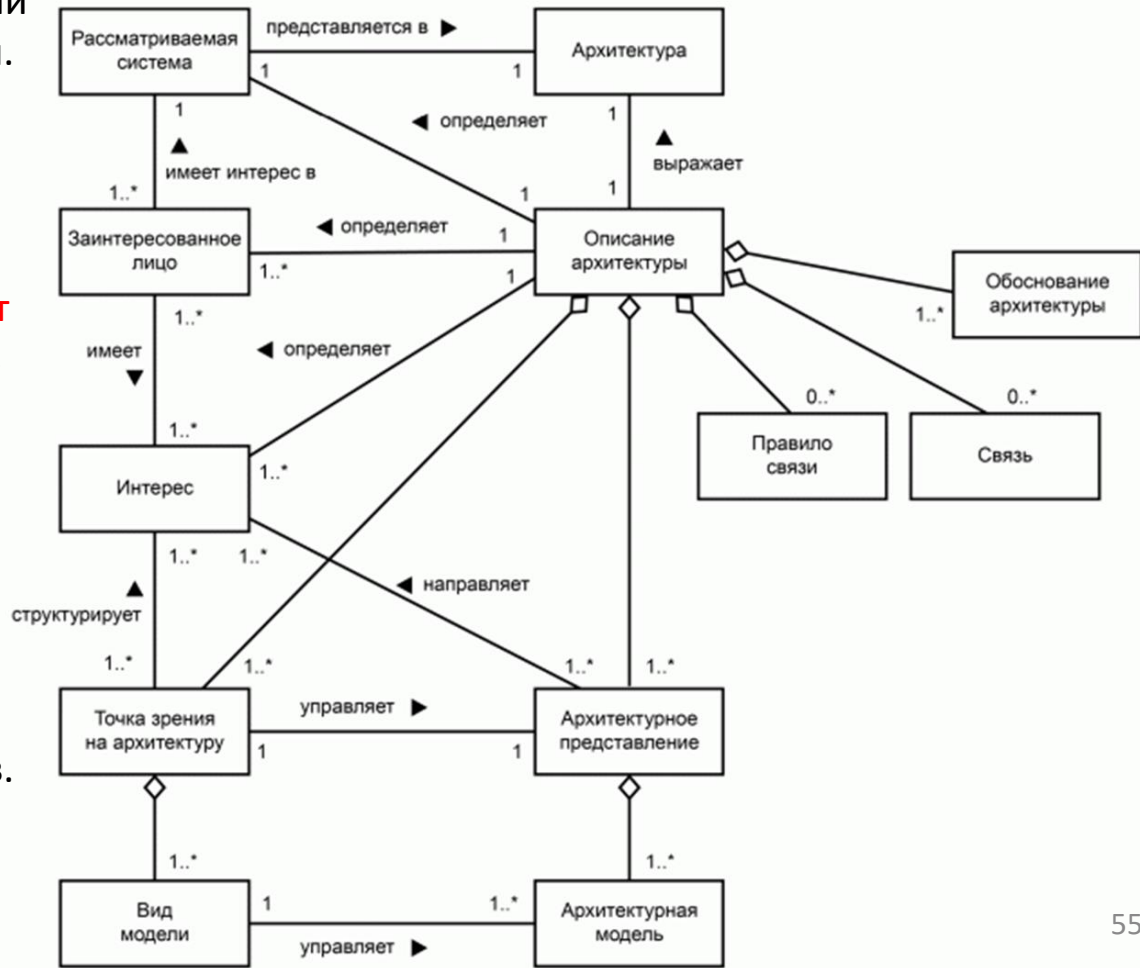 ии
представляется в ►
Рассматриваемая
система
Архитектура
.
1
1
1
1
◄ определяет
▲
▲
выражает
имеет интерес в
1..*
1
1
◄ определяет
1
Заинтересованное
лицо
Описание
архитектуры
1..*
1
Обоснование
архитектуры
т
1..*
1..*
имеет
▼
◄ определяет
0..*
0..*
1..*
Правило
связи
Связь
1..*
Интерес
1..*
1..*
▲
◄ направляет
структурирует
1..*
1..*
1..*
1..*
управляет ►
Точка зрения
на архитектуру
Архитектурное
представление
1
1
в.
1..*
1..*
1
1..*
Вид
модели
Архитектурная
модель
55
управляет ►